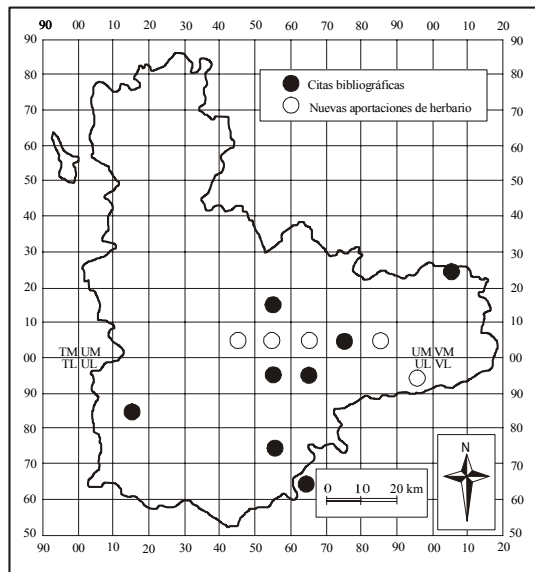 90 00 10 20 30 40 50 60 70 80 90 00 10 20
90 90
80 80
70 70
60 60
50 50
40 40
30 30
20 20
10 10
00 00
90 90
80 80
70 70
60 60
50 50
90 00 10 20 30 40 50 60 70 80 90 00 10 20
Citas bibliográficas
Nuevas aportaciones de herbario
TM UM
TL UL
UM VM
UL VL
N
0 10 20 km